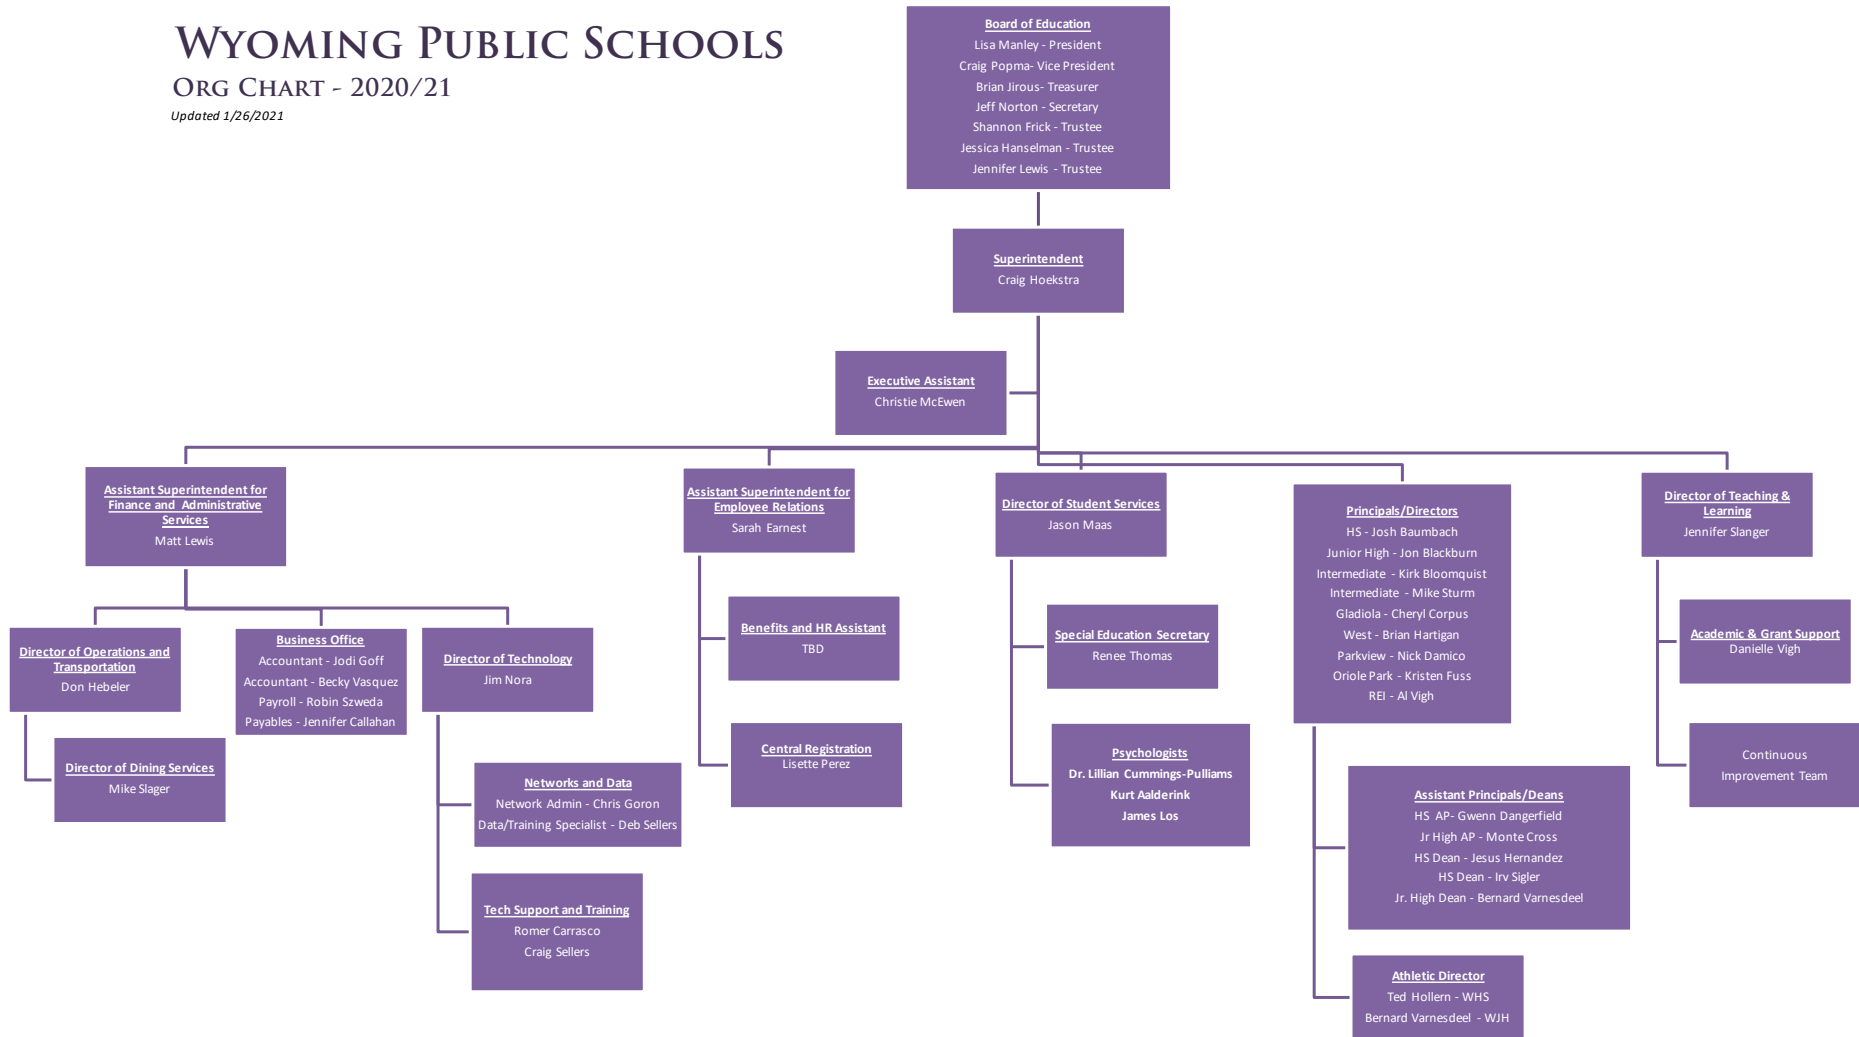 WYOMING PUBLIC SCHOOLS
ORG CHART - 2020/21
Updated 1/26/2021
Board of Education
Lisa Manley - President
Craig Popma- Vice President
Brian Jirous- Treasurer
Jeff Norton - Secretary
Shannon Frick - Trustee
Jessica Hanselman - Trustee
Jennifer Lewis - Trustee
Superintendent
Craig Hoekstra
Executive Assistant
Christie McEwen
Assistant Superintendent for
Finance and Administrative
Services
Matt Lewis
Director of Operations and
Transportation
Don Hebeler
Director of Dining Services
Mike Slager
Business Office
Accountant - Jodi Goff
Accountant - Becky Vasquez
Payroll - Robin Szweda
Payables - Jennifer Callahan
Director of Technology
Jim Nora
Networks and Data
Network Admin - Chris Goron
Data/Training Specialist - Deb Sellers
Tech Support and Training
Romer Carrasco
Craig Sellers
Assistant Superintendent for
Employee Relations
Sarah Earnest
Benefits and HR Assistant
TBD
Central Registration
Lisette Perez
Director of Student Services
Jason Maas
Special Education Secretary
Renee Thomas
Psychologists
Dr. Lillian Cummings-Pulliams
Kurt Aalderink
James Los
Principals/Directors
HS - Josh Baumbach
Junior High - Jon Blackburn
Intermediate - Kirk Bloomquist
Intermediate - Mike Sturm
Gladiola - Cheryl Corpus
West - Brian Hartigan
Parkview - Nick Damico
Oriole Park - Kristen Fuss
REI - Al Vigh
Assistant Principals/Deans
HS AP- Gwenn Dangerfield
Jr High AP - Monte Cross
HS Dean - Jesus Hernandez
HS Dean - Irv Sigler
Jr. High Dean - Bernard Varnesdeel
Athletic Director
Ted Hollern - WHS
Bernard Varnesdeel - WJH
Director of Teaching &
Learning
Jennifer Slanger
Academic & Grant Support
Danielle Vigh
Continuous
Improvement Team